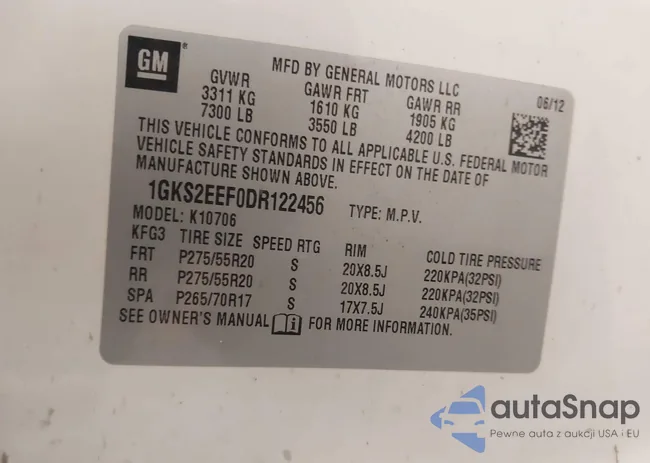 GM
MFD BY GENERAL MOTORS LLC
GVWR GAWR FRT GAWR RR 06/12
3311 KG 1610 KG 1905 KG
7300 LB 3550 LB 4200 LB
THIS VEHICLE CONFORMS TO ALL APPLICABLE U.S. FEDERAL MOTOR
VEHICLE SAFETY STANDARDS IN EFFECT ON THE DATE OF
MANUFACTURE SHOWN ABOVE.
1GKS2EEF0DR122456 TYPE: M.P.V.
MODEL: K10706
KFG3 TIRE SIZE SPEED RTG RIM COLD TIRE PRESSURE
FRT P275/55R20 S 20X8.5J 220KPA(32PSI)
RR P275/55R20 S 20X8.5J 220KPA(32PSI)
SPA P265/70R17 S 17X7.5J 240KPA(35PSI)
SEE OWNER'S MANUAL i FOR MORE INFORMATION.
autaSnap
Pewne auta z aukcji USA i EU